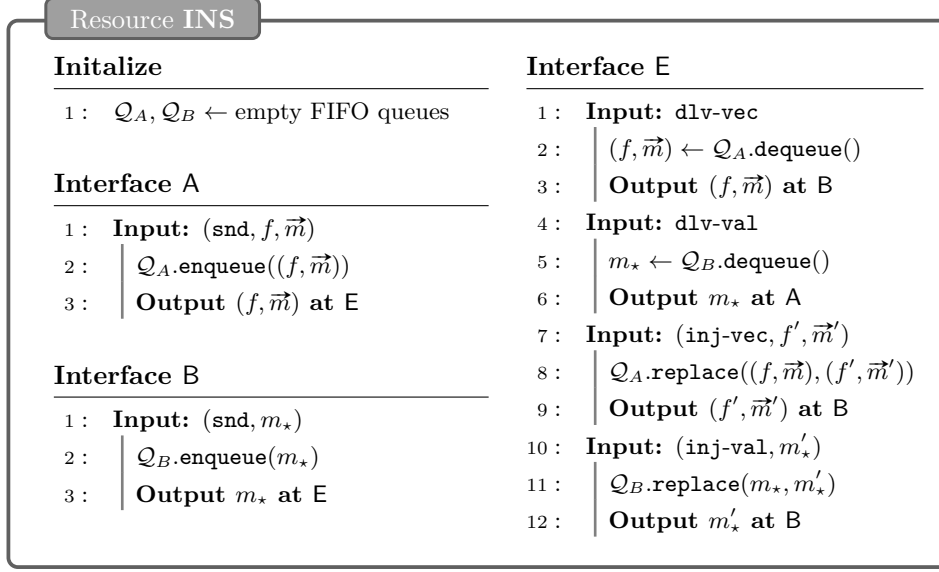 Resource INS
Initalize
1 : 𝒬_A, 𝒬_B ← empty FIFO queues
Interface A
1 : Input: (snd, f, m⃗)
2 : 𝒬_A.enqueue((f, m⃗))
3 : Output (f, m⃗) at E
Interface B
1 : Input: (snd, m⋆)
2 : 𝒬_B.enqueue(m⋆)
3 : Output m⋆ at E
Interface E
1 : Input: dlv-vec
2 : (f, m⃗) ← 𝒬_A.dequeue()
3 : Output (f, m⃗) at B
4 : Input: dlv-val
5 : m⋆ ← 𝒬_B.dequeue()
6 : Output m⋆ at A
7 : Input: (inj-vec, f′, m⃗′)
8 : 𝒬_A.replace((f, m⃗), (f′, m⃗′))
9 : Output (f′, m⃗′) at B
10 : Input: (inj-val, m′⋆)
11 : 𝒬_B.replace(m⋆, m′⋆)
12 : Output m′⋆ at B